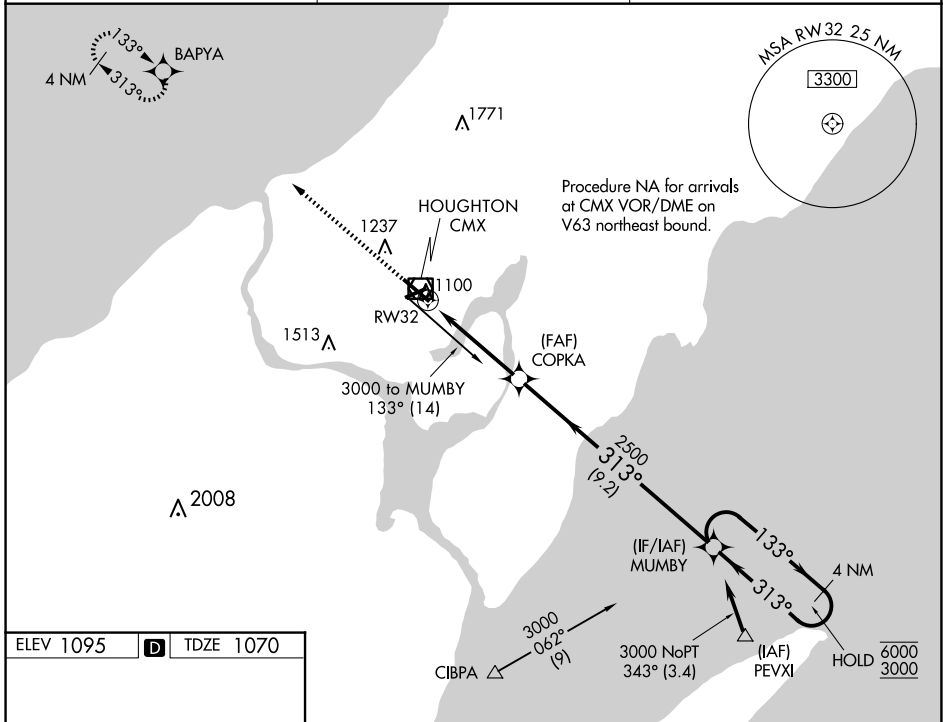 133°
BAPYA
4 NM
313°
MSA RW32 25 NM
3300
1771
Procedure NA for arrivals
at CMX VOR/DME on
V63 northeast bound.
HOUGHTON
CMX
1237
1100
RW32
1513
(FAF)
COPKA
3000 to MUMBY
133° (14)
2500
313°
(9.2)
2008
(IF/IAF)
MUMBY
133°
4 NM
313°
3000
062°
(9)
CIBPA
3000 NoPT
343° (3.4)
(IAF)
PEVXI
HOLD
6000
3000
ELEV 1095
D
TDZE 1070